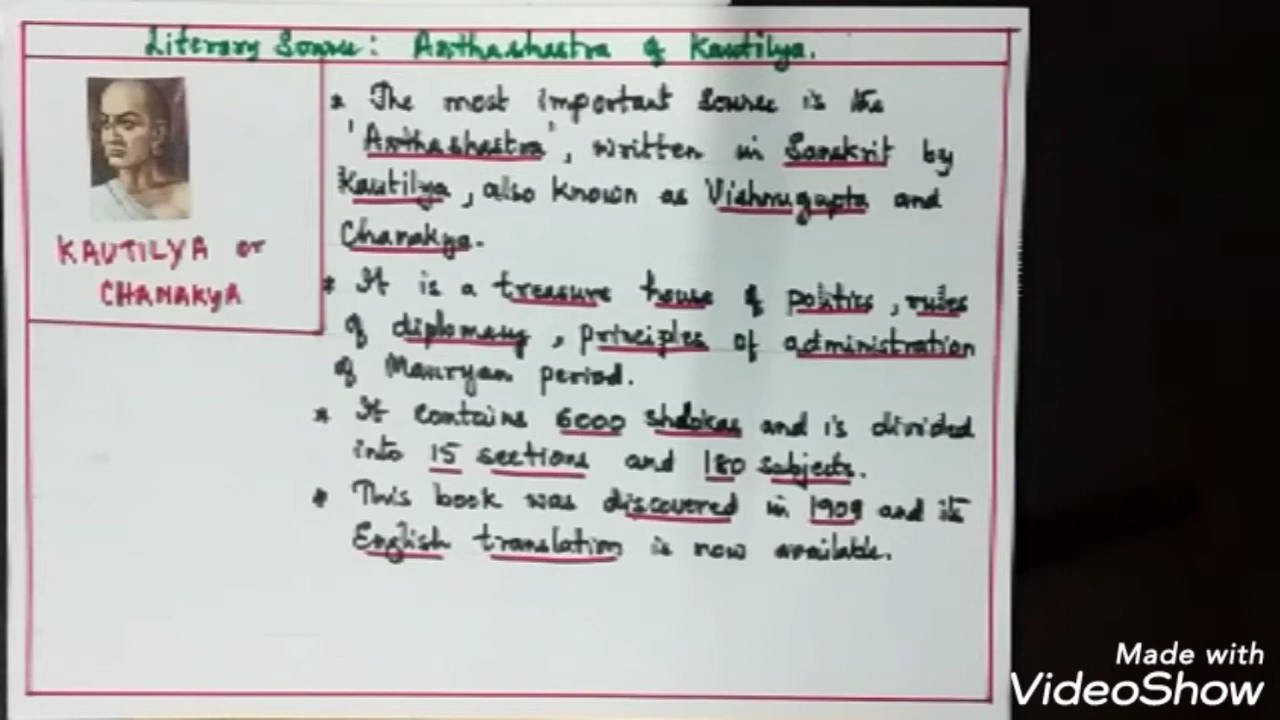 Literary Source: Arthashastra of Kautilya.
KAUTILYA or
CHANAKYA
* The most important source is the
'Arthashastra', written in Sanskrit by
Kautilya, also known as Vishnugupta and
Chanakya.
* It is a treasure house of politics, rules
of diplomacy, principles of administration
of Mauryan period.
* It contains 6000 shlokas and is divided
into 15 sections and 180 subjects.
* This book was discovered in 1909 and its
English translation is now available.
Made with
VideoShow